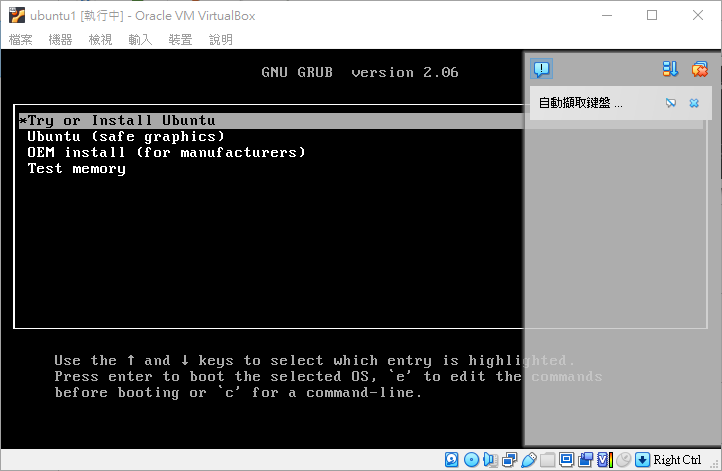 ubuntu1 [執行中] - Oracle VM VirtualBox
檔案 機器 檢視 輸入 裝置 說明
GNU GRUB version 2.06
自動擷取鍵盤 ...
*Try or Install Ubuntu
Ubuntu (safe graphics)
OEM install (for manufacturers)
Test memory
Use the ↑ and ↓ keys to select which entry is highlighted.
Press enter to boot the selected OS, `e' to edit the commands
before booting or `c' for a command-line.
Right Ctrl